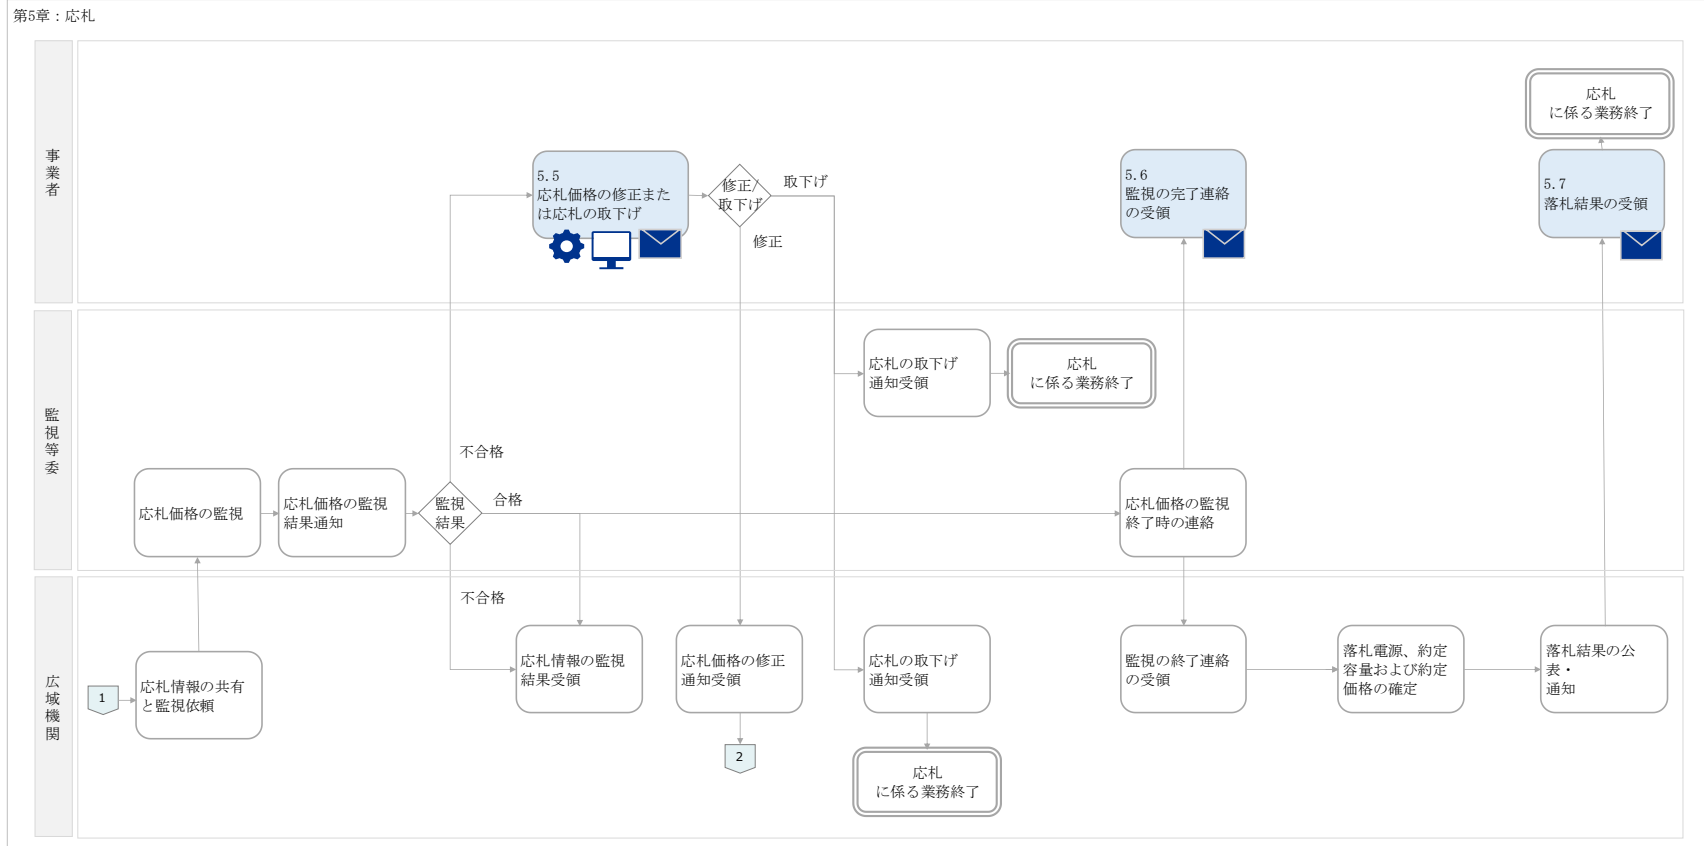 第5章：応札
事業者
応札
に係る業務終了
5.5
応札価格の修正また
は応札の取下げ
修正/
取下げ
取下げ
修正
5.6
監視の完了連絡
の受領
5.7
落札結果の受領
監視等委
応札の取下げ
通知受領
応札
に係る業務終了
不合格
応札価格の監視
応札価格の監視
結果通知
監視
結果
合格
応札価格の監視
終了時の連絡
広域機関
不合格
1
応札情報の共有
と監視依頼
応札情報の監視
結果受領
応札価格の修正
通知受領
2
応札の取下げ
通知受領
応札
に係る業務終了
監視の終了連絡
の受領
落札電源、約定
容量および約定
価格の確定
落札結果の公
表・
通知